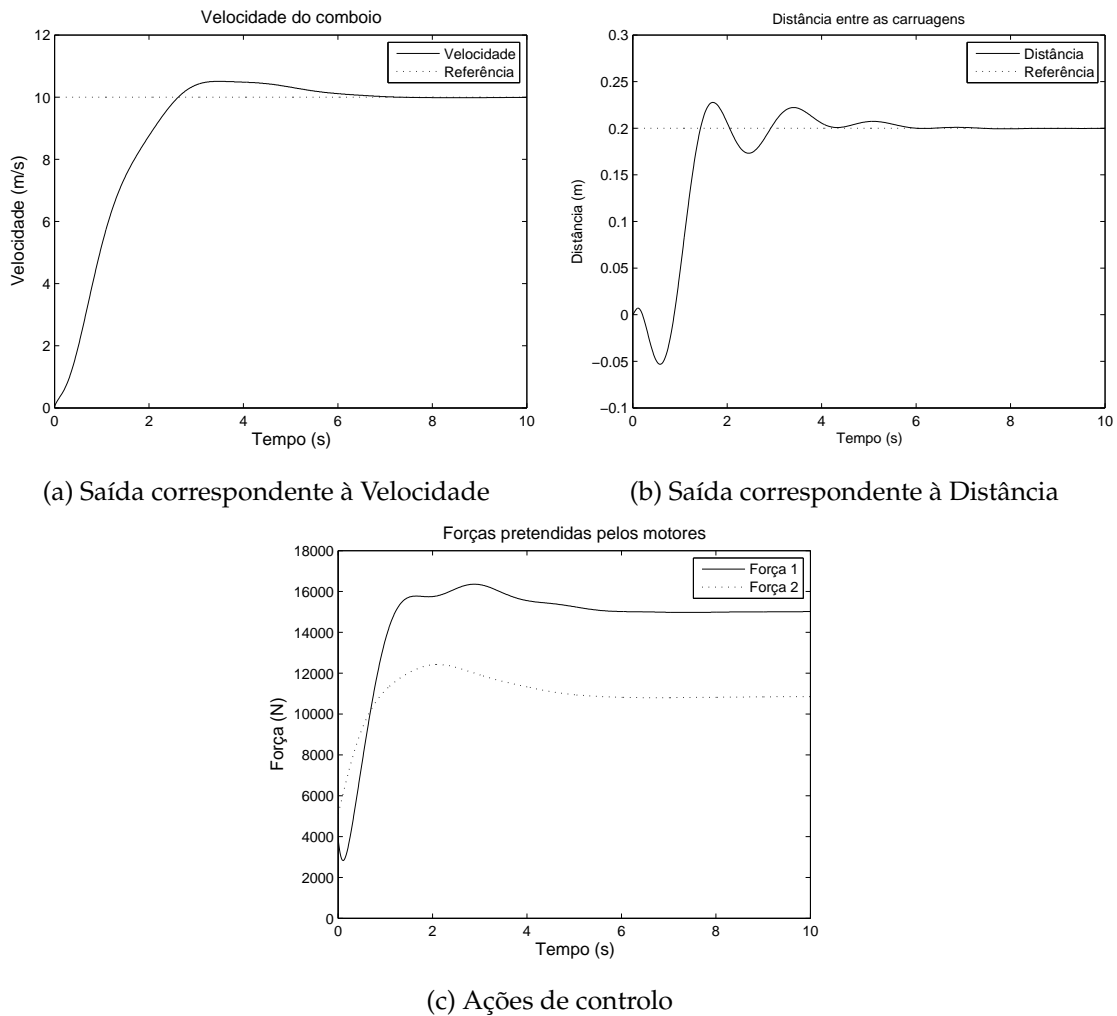 Velocidade do comboio
12
10
8
6
4
2
0
Velocidade (m/s)
Velocidade
Referência
0 2 4 6 8 10
Tempo (s)
(a) Saída correspondente à Velocidade
Distância entre as carruagens
0.3
0.25
0.2
0.15
0.1
0.05
0
−0.05
−0.1
Distância (m)
Distância
Referência
0 2 4 6 8 10
Tempo (s)
(b) Saída correspondente à Distância
Forças pretendidas pelos motores
18000
16000
14000
12000
10000
8000
6000
4000
2000
0
Força (N)
Força 1
Força 2
0 2 4 6 8 10
Tempo (s)
(c) Ações de controlo